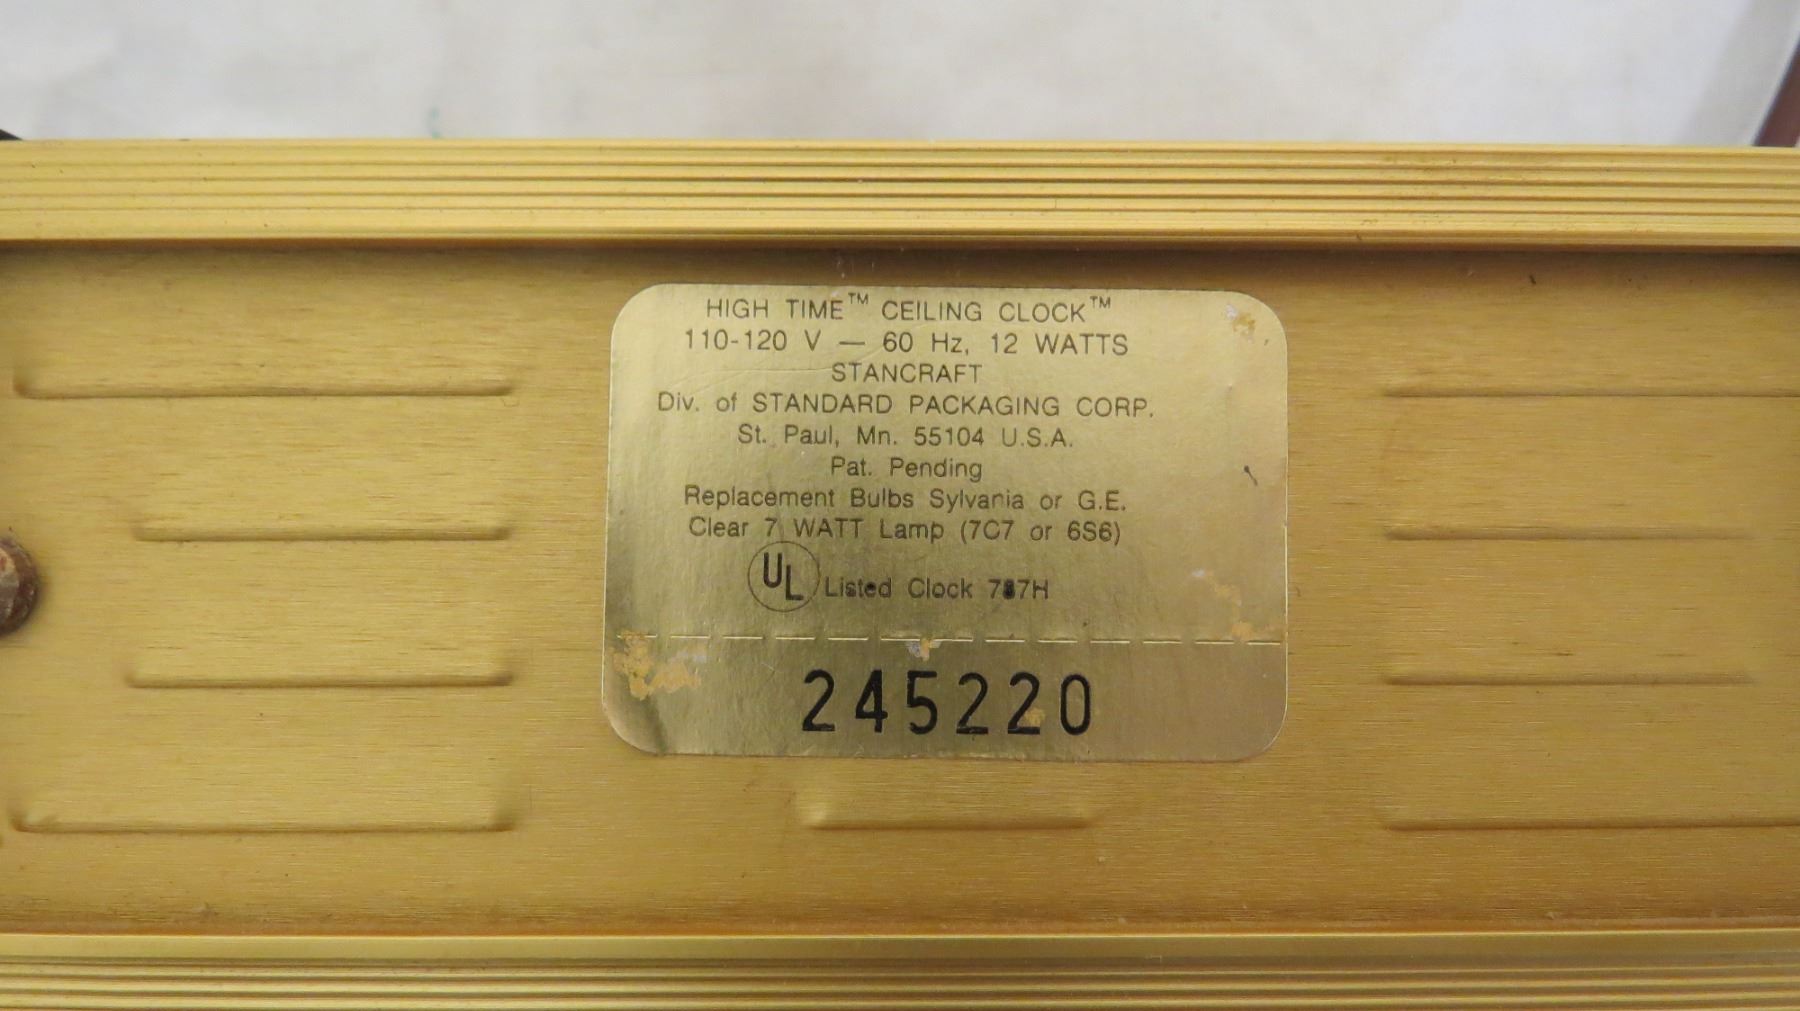 HIGH TIME™ CEILING CLOCK™
110-120 V — 60 Hz, 12 WATTS
STANCRAFT
Div. of STANDARD PACKAGING CORP.
St. Paul, Mn. 55104 U.S.A.
Pat. Pending
Replacement Bulbs Sylvania or G.E.
Clear 7 WATT Lamp (7C7 or 6S6)
UL Listed Clock 787H
245220